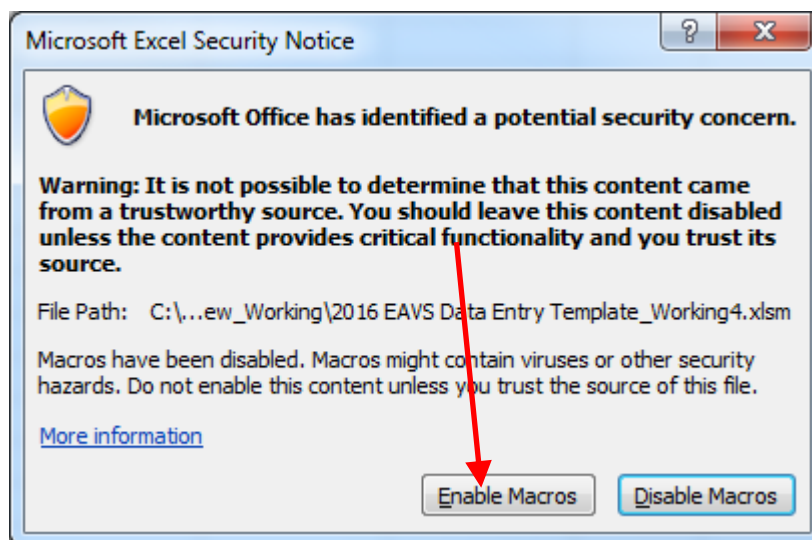 Microsoft Excel Security Notice
Microsoft Office has identified a potential security concern.
Warning: It is not possible to determine that this content came
from a trustworthy source. You should leave this content disabled
unless the content provides critical functionality and you trust its
source.
File Path: C:\...ew_Working\2016 EAVS Data Entry Template_Working4.xlsm
Macros have been disabled. Macros might contain viruses or other security
hazards. Do not enable this content unless you trust the source of this file.
More information
Enable Macros Disable Macros